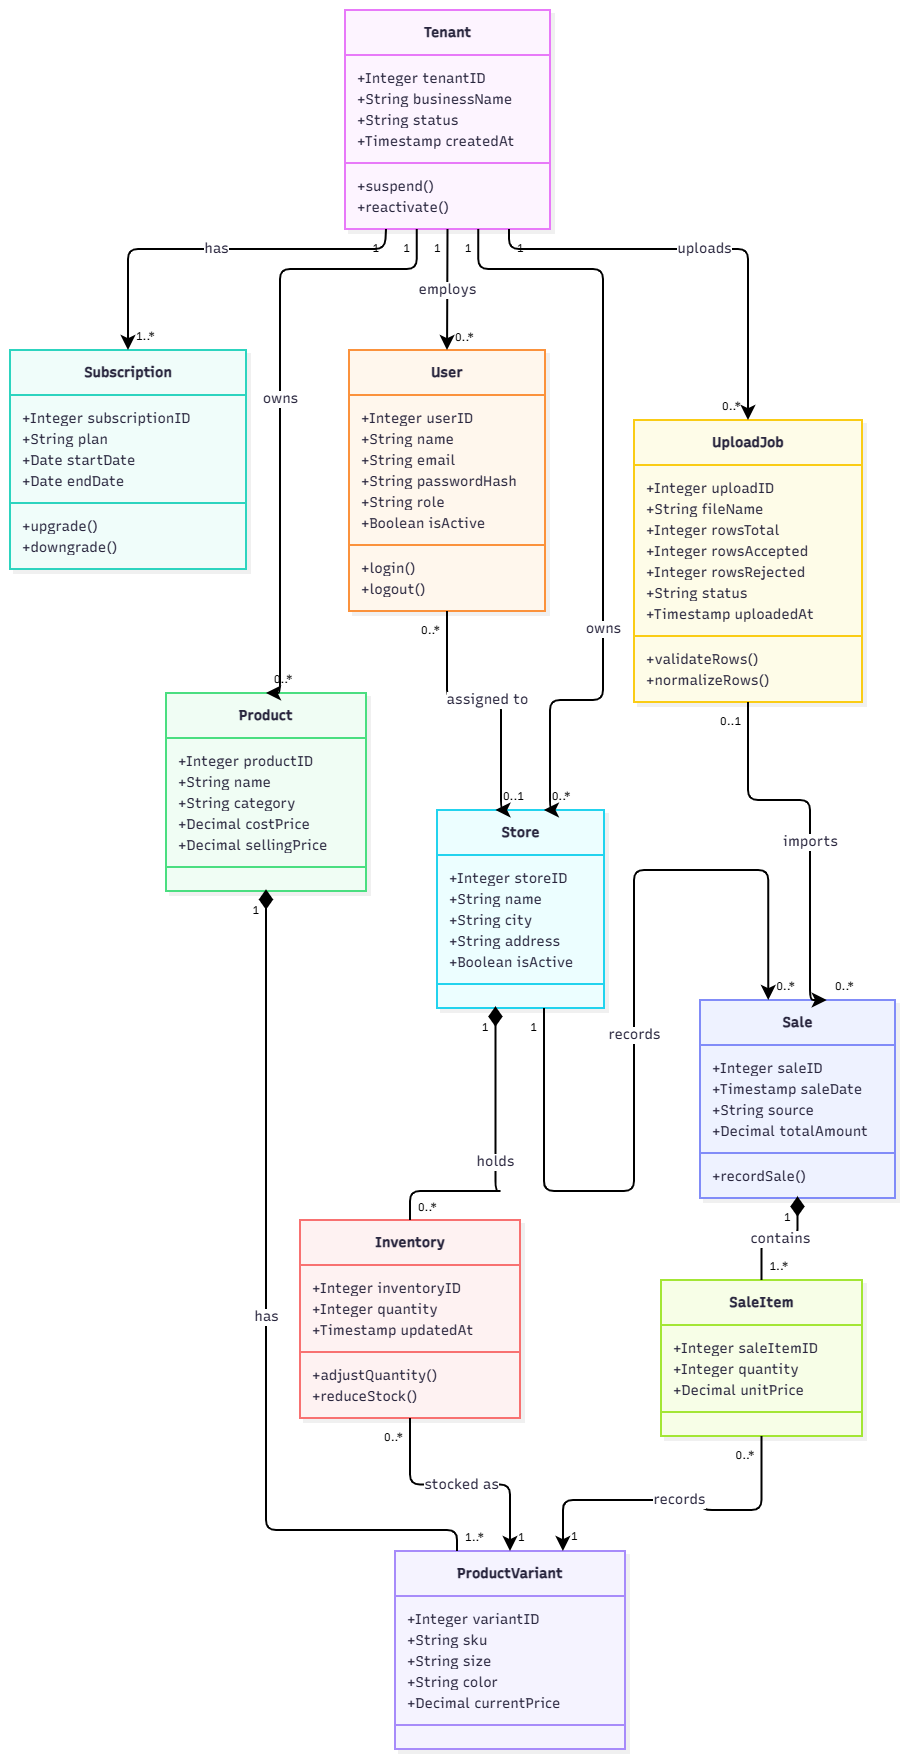 Tenant
+Integer tenantID
+String businessName
+String status
+Timestamp createdAt
+suspend()
+reactivate()
1
1
1
1
1
has
uploads
employs
1..*
0..*
Subscription
+Integer subscriptionID
+String plan
+Date startDate
+Date endDate
+upgrade()
+downgrade()
owns
User
+Integer userID
+String name
+String email
+String passwordHash
+String role
+Boolean isActive
+login()
+logout()
0..*
UploadJob
+Integer uploadID
+String fileName
+Integer rowsTotal
+Integer rowsAccepted
+Integer rowsRejected
+String status
+Timestamp uploadedAt
+validateRows()
+normalizeRows()
0..*
owns
0..*
assigned to
0..1
Product
+Integer productID
+String name
+String category
+Decimal costPrice
+Decimal sellingPrice
1
0..1
0..*
Store
+Integer storeID
+String name
+String city
+String address
+Boolean isActive
imports
1
1
records
0..*
0..*
Sale
+Integer saleID
+Timestamp saleDate
+String source
+Decimal totalAmount
+recordSale()
holds
0..*
1
contains
1..*
Inventory
+Integer inventoryID
+Integer quantity
+Timestamp updatedAt
+adjustQuantity()
+reduceStock()
has
SaleItem
+Integer saleItemID
+Integer quantity
+Decimal unitPrice
0..*
0..*
stocked as
records
1..*
1
1
ProductVariant
+Integer variantID
+String sku
+String size
+String color
+Decimal currentPrice